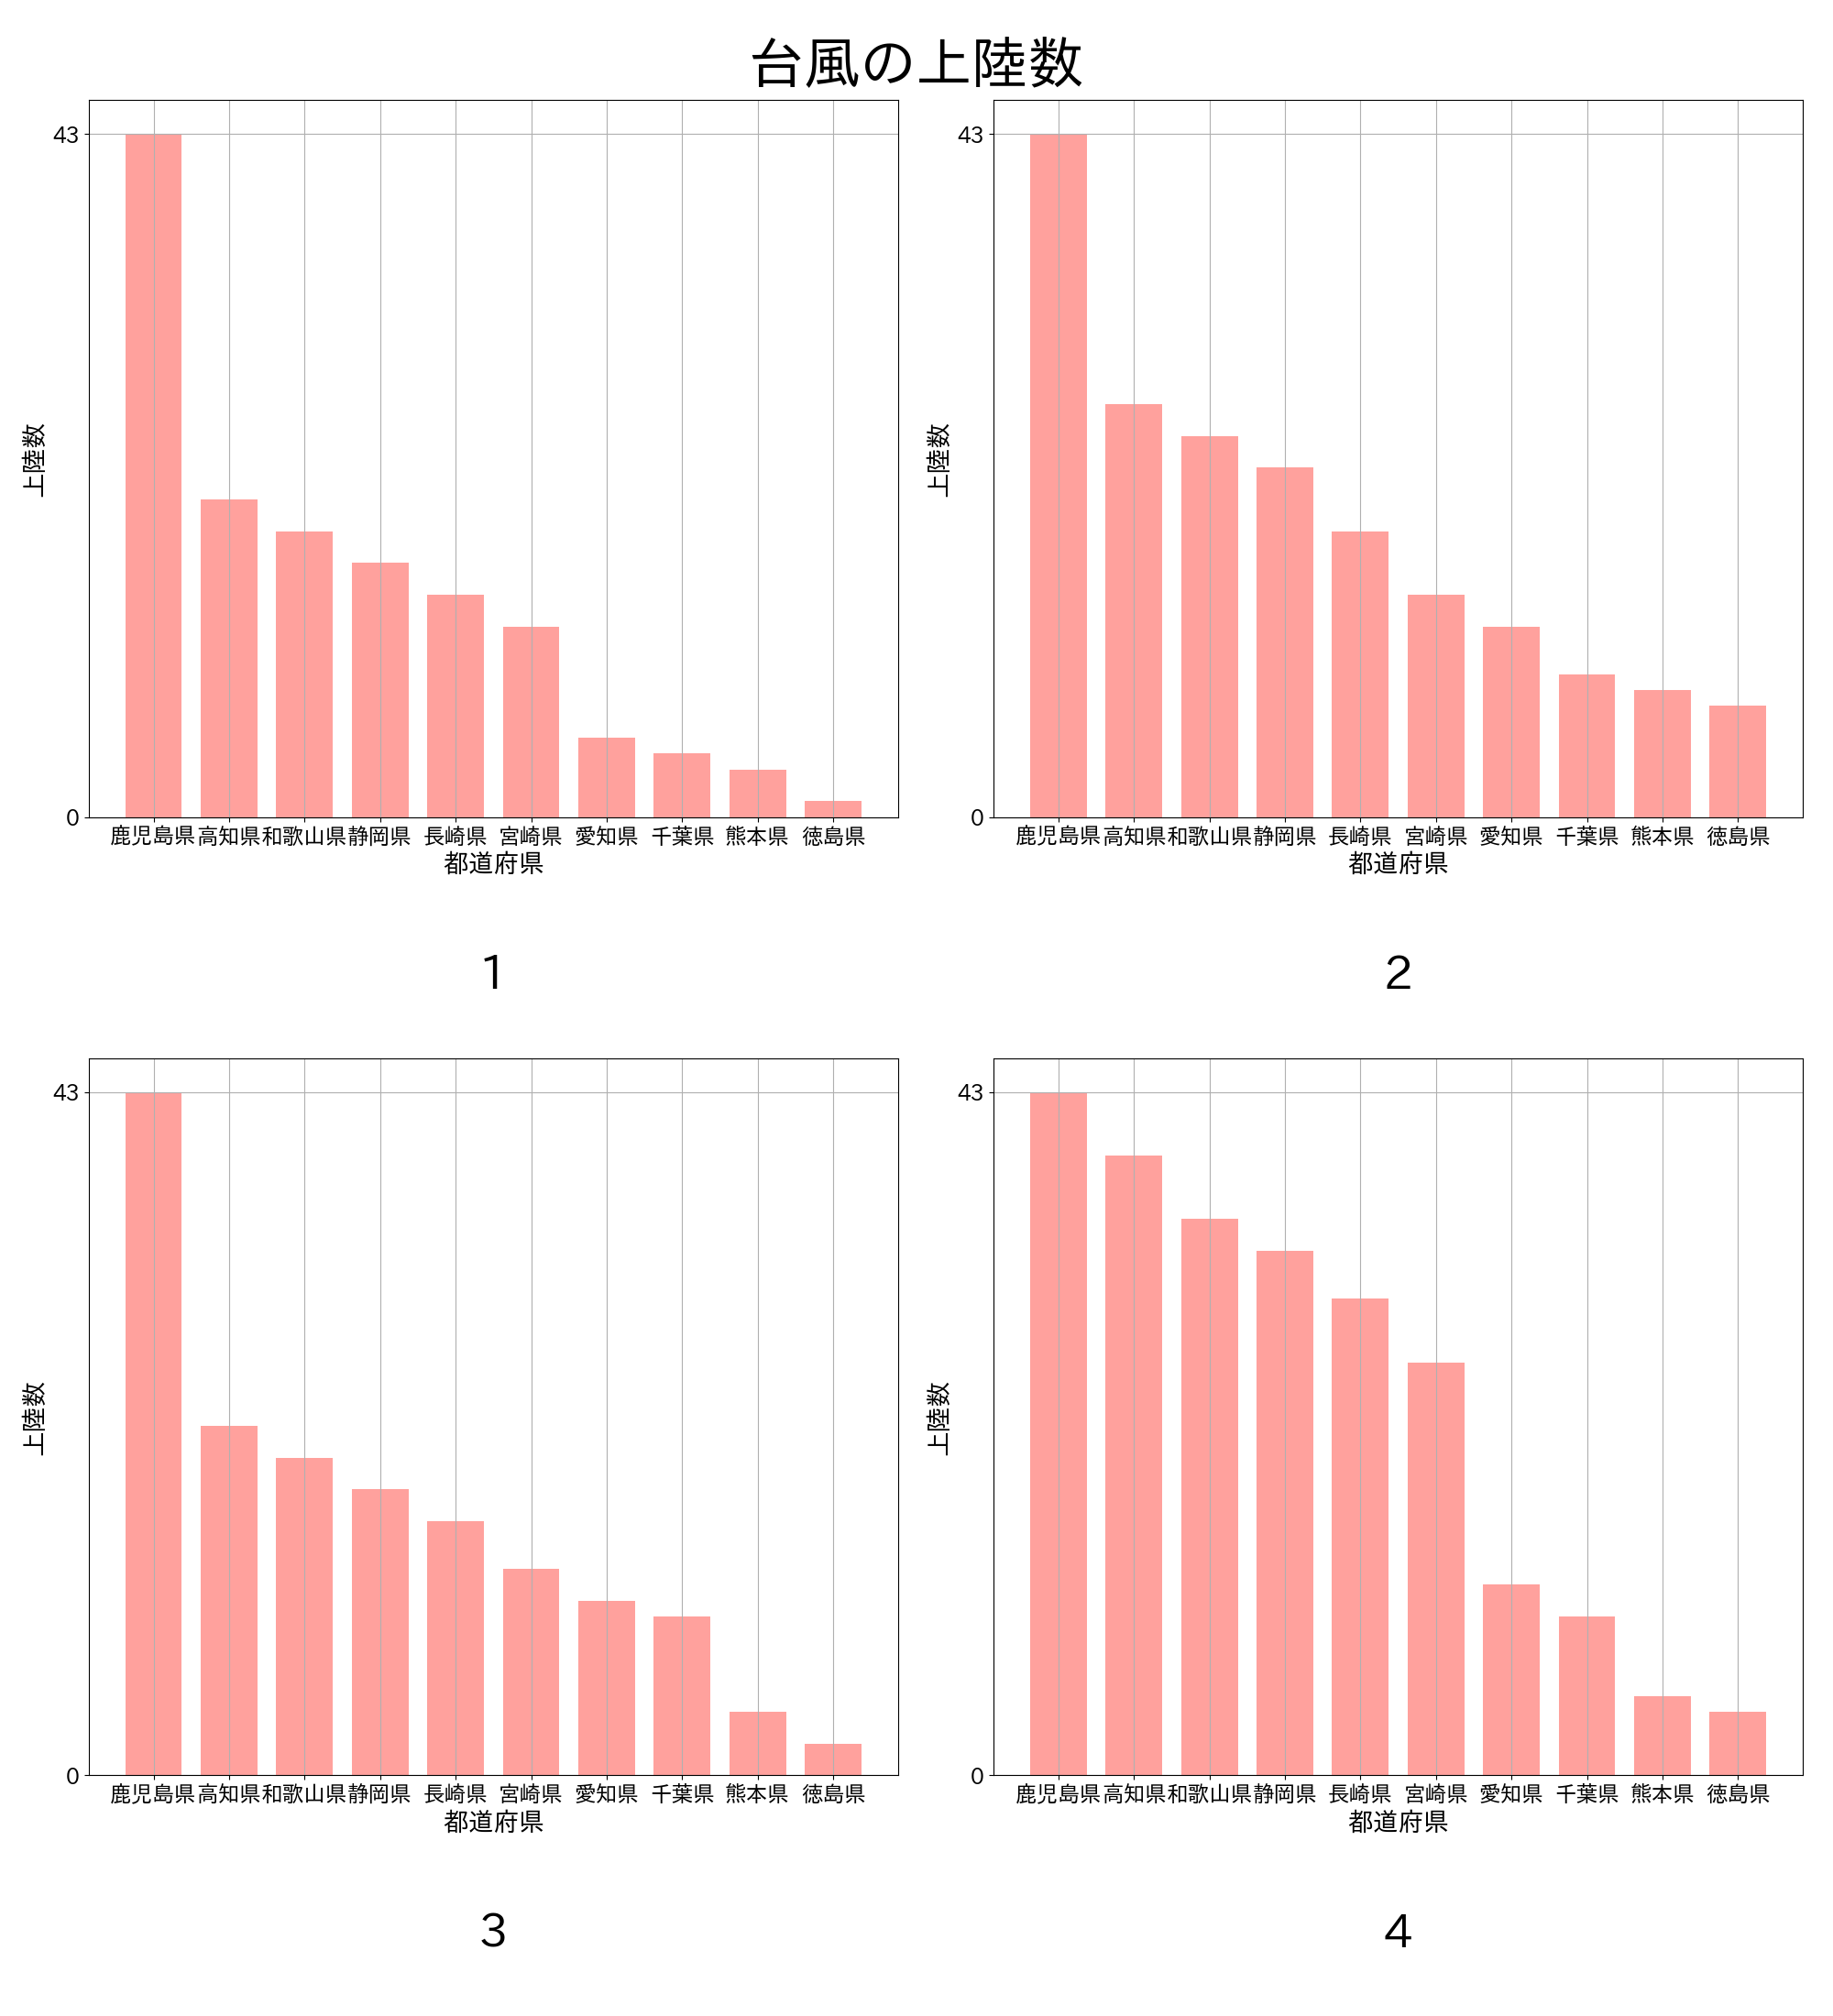 台風の上陸数
43
0
上陸数
鹿児島県 高知県 和歌山県 静岡県 長崎県 宮崎県 愛知県 千葉県 熊本県 徳島県
都道府県
1
43
0
上陸数
鹿児島県 高知県 和歌山県 静岡県 長崎県 宮崎県 愛知県 千葉県 熊本県 徳島県
都道府県
2
43
0
上陸数
鹿児島県 高知県 和歌山県 静岡県 長崎県 宮崎県 愛知県 千葉県 熊本県 徳島県
都道府県
3
43
0
上陸数
鹿児島県 高知県 和歌山県 静岡県 長崎県 宮崎県 愛知県 千葉県 熊本県 徳島県
都道府県
4